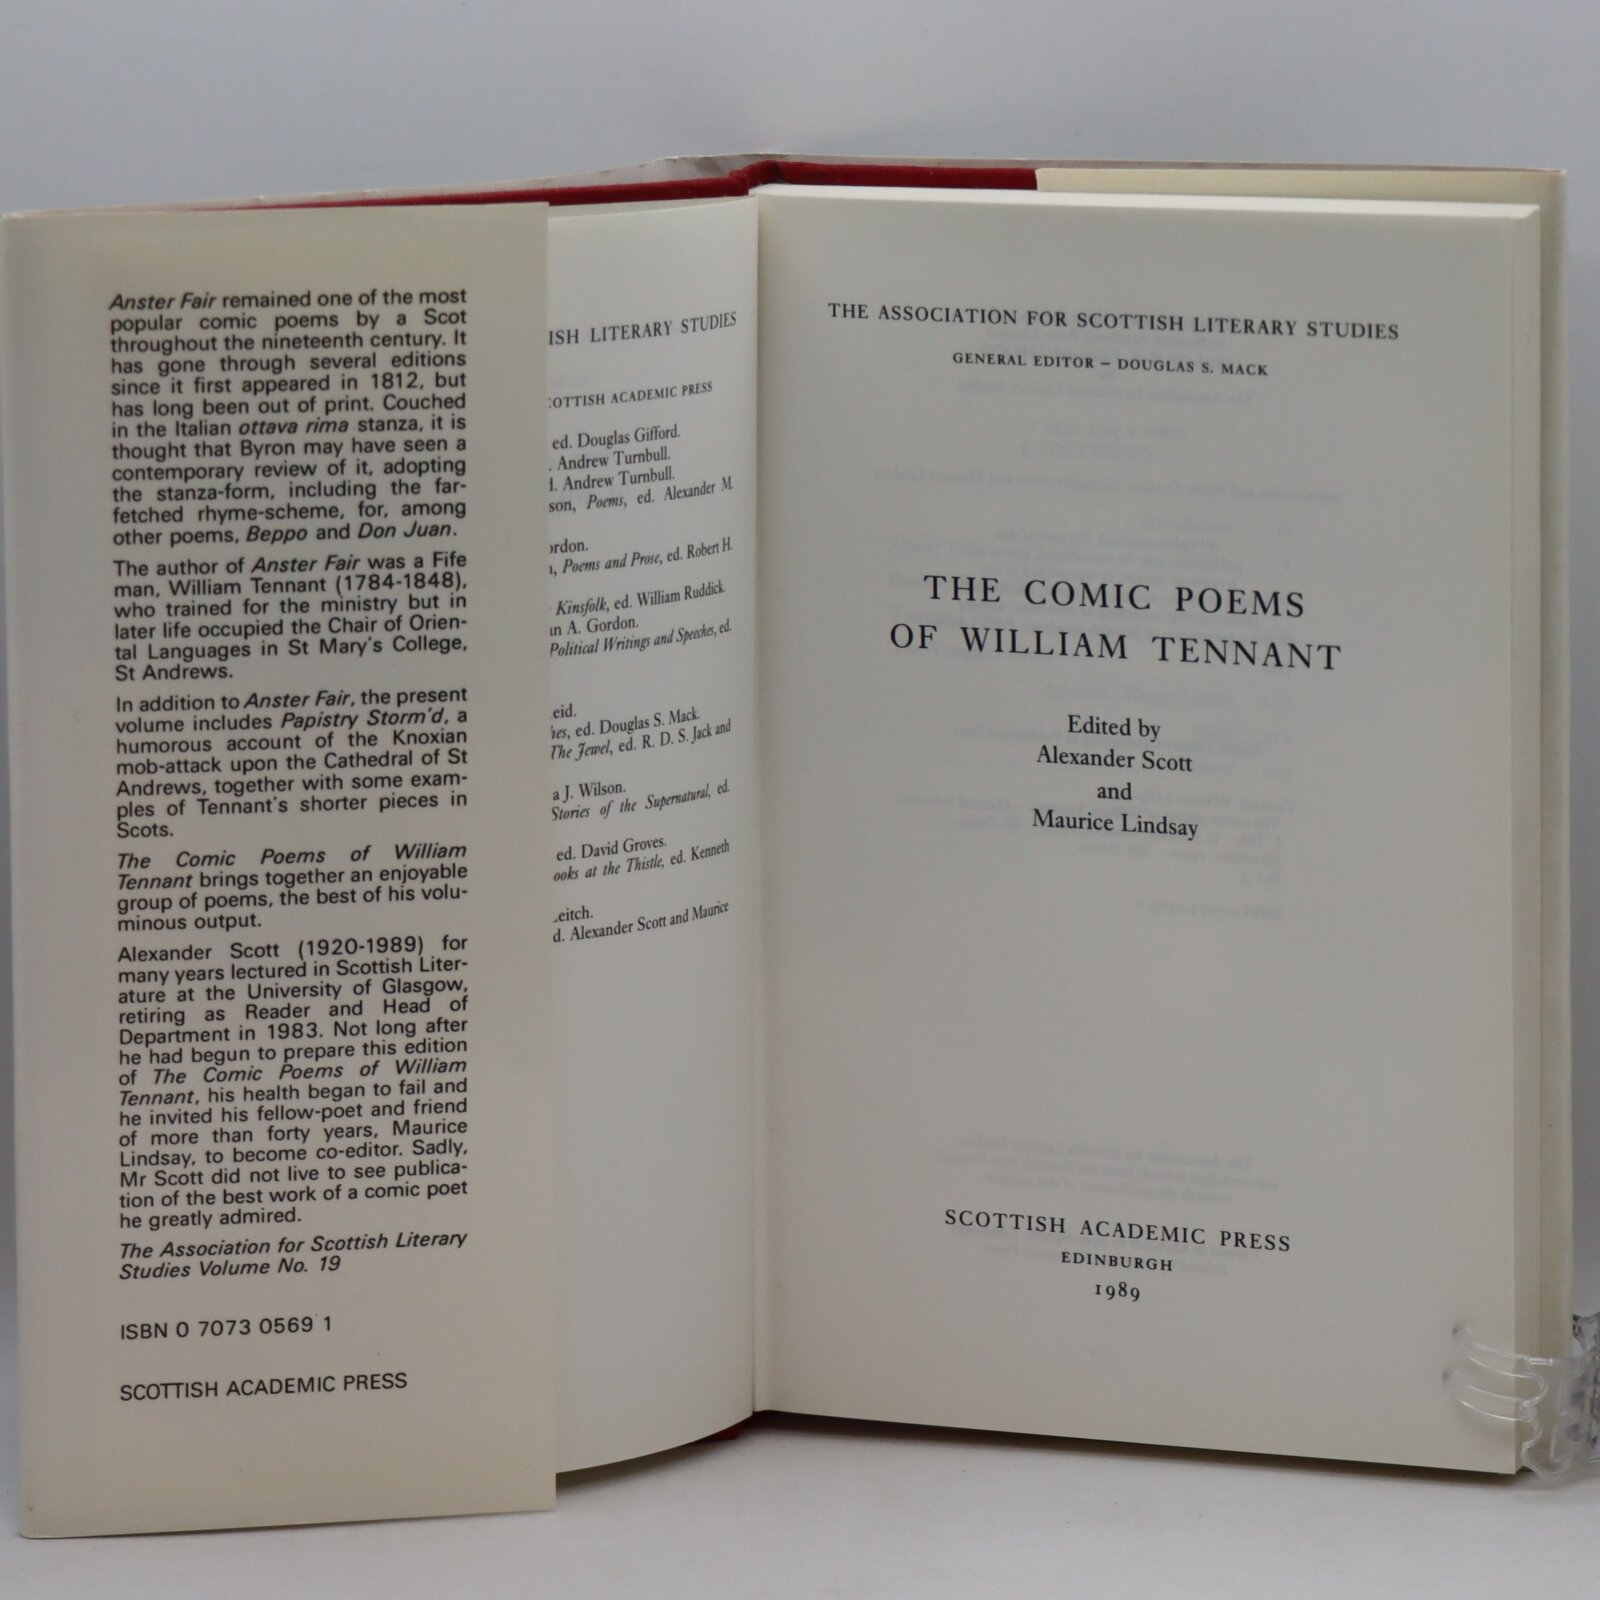 Anster Fair remained one of the most
popular comic poems by a Scot
throughout the nineteenth century. It
has gone through several editions
since it first appeared in 1812, but
has long been out of print. Couched
in the Italian ottava rima stanza, it is
thought that Byron may have seen a
contemporary review of it, adopting
the stanza-form, including the far-
fetched rhyme-scheme, for, among
other poems, Beppo and Don Juan.
The author of Anster Fair was a Fife
man, William Tennant (1784-1848),
who trained for the ministry but in
later life occupied the Chair of Orien-
tal Languages in St Mary's College,
St Andrews.
In addition to Anster Fair, the present
volume includes Papistry Storm'd, a
humorous account of the Knoxian
mob-attack upon the Cathedral of St
Andrews, together with some exam-
ples of Tennant's shorter pieces in
Scots.
The Comic Poems of William
Tennant brings together an enjoyable
group of poems, the best of his volu-
minous output.
Alexander Scott (1920-1989) for
many years lectured in Scottish Liter-
ature at the University of Glasgow,
retiring as Reader and Head of
Department in 1983. Not long after
he had begun to prepare this edition
of The Comic Poems of William
Tennant, his health began to fail and
he invited his fellow-poet and friend
of more than forty years, Maurice
Lindsay, to become co-editor. Sadly,
Mr Scott did not live to see publica-
tion of the best work of a comic poet
he greatly admired.
The Association for Scottish Literary
Studies Volume No. 19
ISBN 0 7073 0569 1
SCOTTISH ACADEMIC PRESS
ISH LITERARY STUDIES
COTTISH ACADEMIC PRESS
ed. Douglas Gifford.
. Andrew Turnbull.
d. Andrew Turnbull.
son, Poems, ed. Alexander M.
ordon.
Poems and Prose, ed. Robert H.
Kinsfolk, ed. William Ruddick.
an A. Gordon.
Political Writings and Speeches, ed.
eid.
ed. Douglas S. Mack.
The Jewel, ed. R. D. S. Jack and
a J. Wilson.
Stories of the Supernatural, ed.
ed. David Groves.
ooks at the Thistle, ed. Kenneth
Leitch.
d. Alexander Scott and Maurice
THE ASSOCIATION FOR SCOTTISH LITERARY STUDIES
GENERAL EDITOR – DOUGLAS S. MACK
THE COMIC POEMS
OF WILLIAM TENNANT
Edited by
Alexander Scott
and
Maurice Lindsay
SCOTTISH ACADEMIC PRESS
EDINBURGH
1989